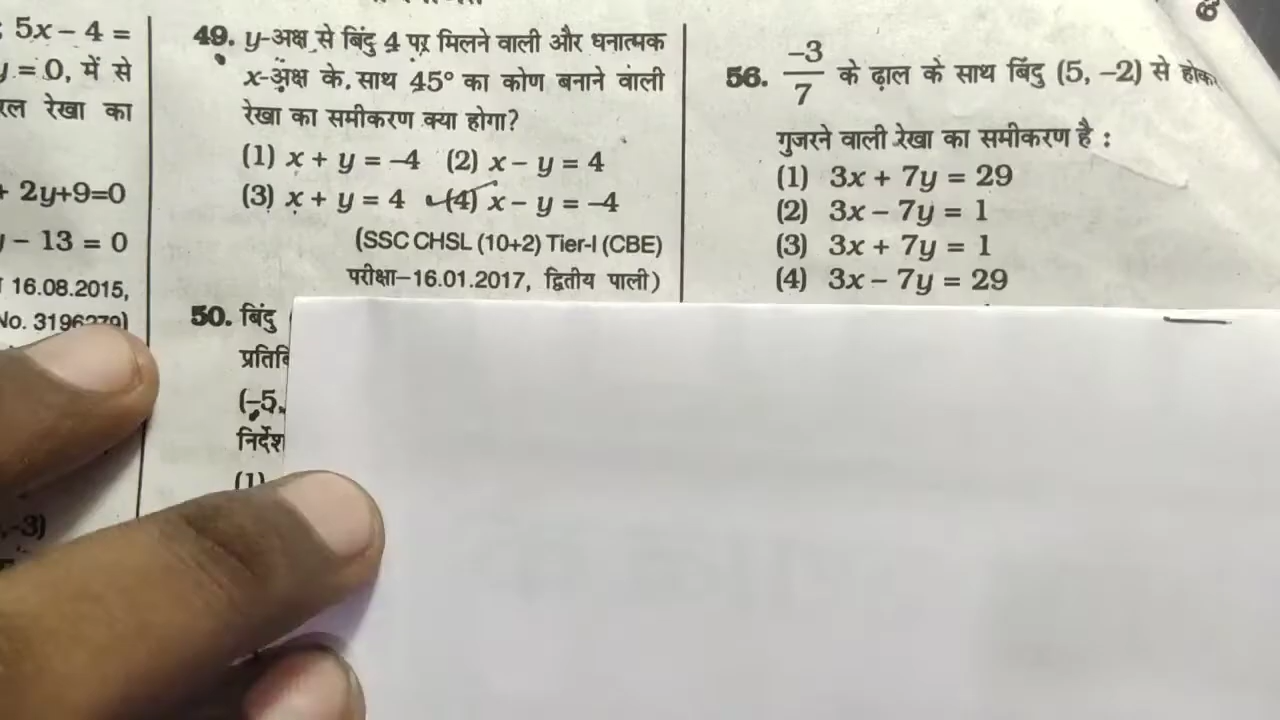 5x – 4 =
y = 0, में से
रेखा का
+ 2y+9=0
– 13 = 0
16.08.2015,
No. 3196279)
–3)
49. y-अक्ष से बिंदु 4 पर मिलने वाली और धनात्मक
x-अक्ष के साथ 45° का कोण बनाने वाली
रेखा का समीकरण क्या होगा?
(1) x + y = –4 (2) x – y = 4
(3) x + y = 4 (4) x – y = –4
(SSC CHSL (10+2) Tier-I (CBE)
परीक्षा–16.01.2017, द्वितीय पाली)
50. बिंदु
(–5,
(1)
56. –3/7 के ढ़ाल के साथ बिंदु (5, –2) से होकर
गुजरने वाली रेखा का समीकरण है :
(1) 3x + 7y = 29
(2) 3x – 7y = 1
(3) 3x + 7y = 1
(4) 3x – 7y = 29